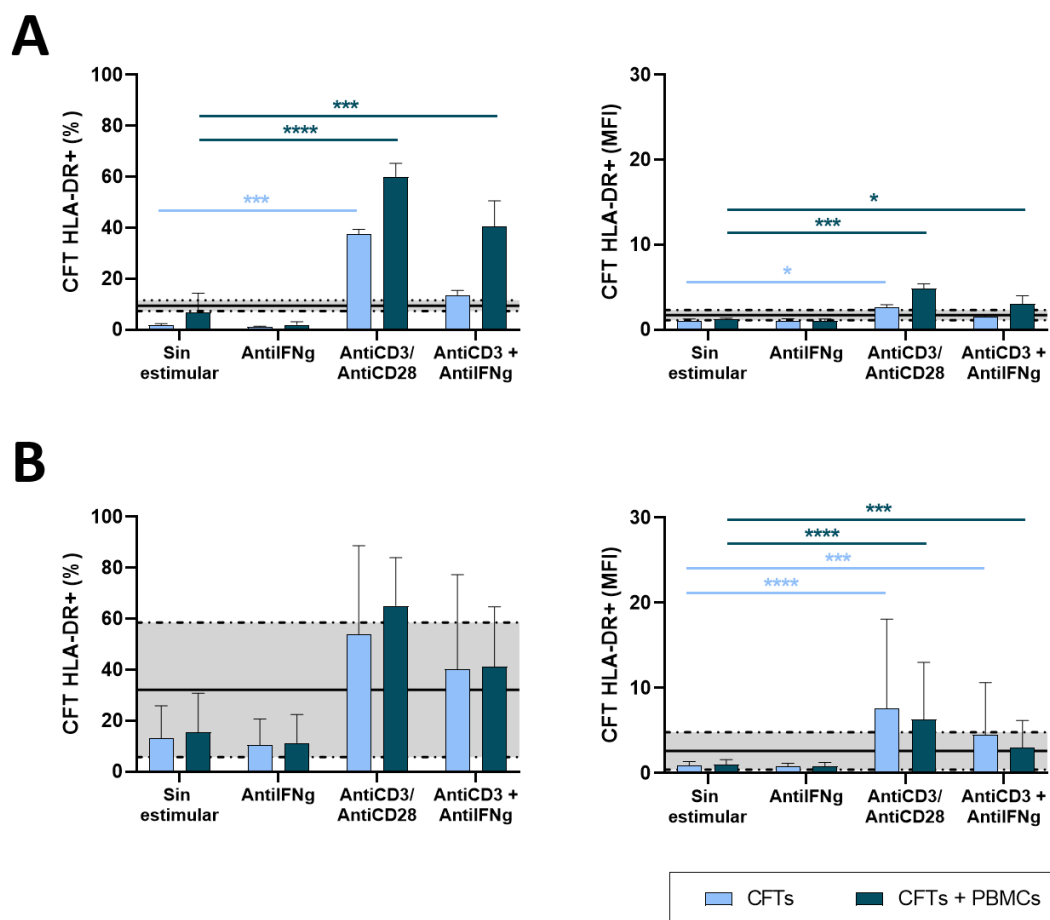 A
CFT HLA-DR+ (%)
100
80
60
40
20
0
***
****
***
Sin estimular
AntiIFNg
AntiCD3/
AntiCD28
AntiCD3 +
AntiIFNg
CFT HLA-DR+ (MFI)
30
20
10
0
*
***
*
Sin
estimular
AntiIFNg
AntiCD3/
AntiCD28
AntiCD3 +
AntiIFNg
B
CFT HLA-DR+ (%)
100
80
60
40
20
0
Sin
estimular
AntiIFNg
AntiCD3/
AntiCD28
AntiCD3 +
AntiIFNg
CFT HLA-DR+ (MFI)
30
20
10
0
***
****
***
****
Sin
estimular
AntiIFNg
AntiCD3/
AntiCD28
AntiCD3 +
AntiIFNg
CFTs
CFTs + PBMCs